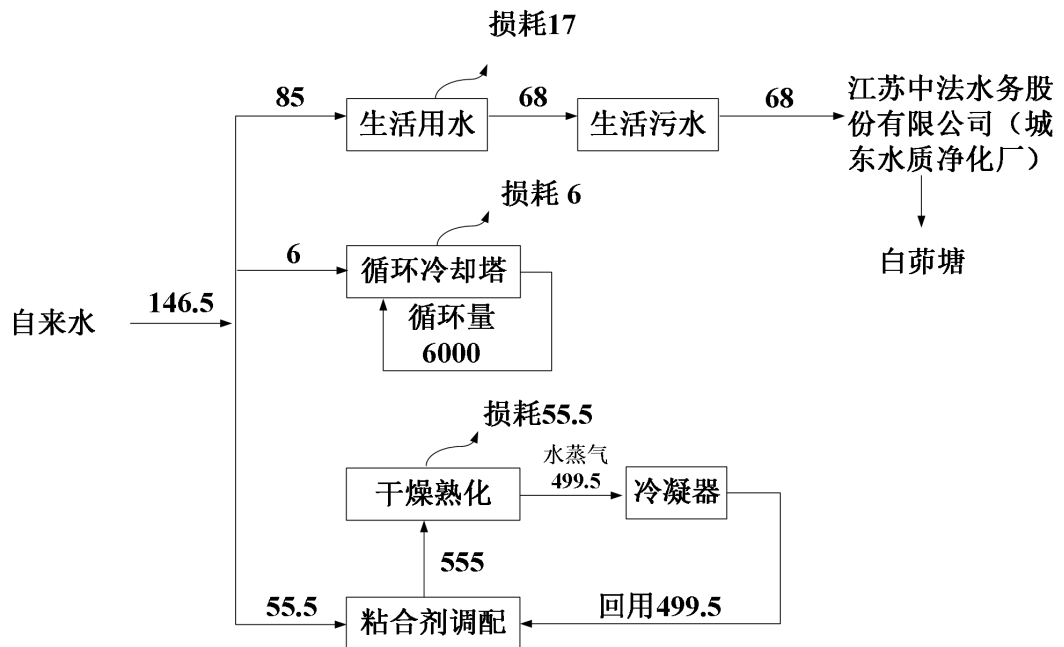 损耗17
85
生活用水
68
生活污水
68
江苏中法水务股
份有限公司（城
东水质净化厂）
损耗 6
6
循环冷却塔
白茆塘
循环量
6000
自来水
146.5
损耗55.5
干燥熟化
水蒸气
499.5
冷凝器
555
55.5
粘合剂调配
回用499.5